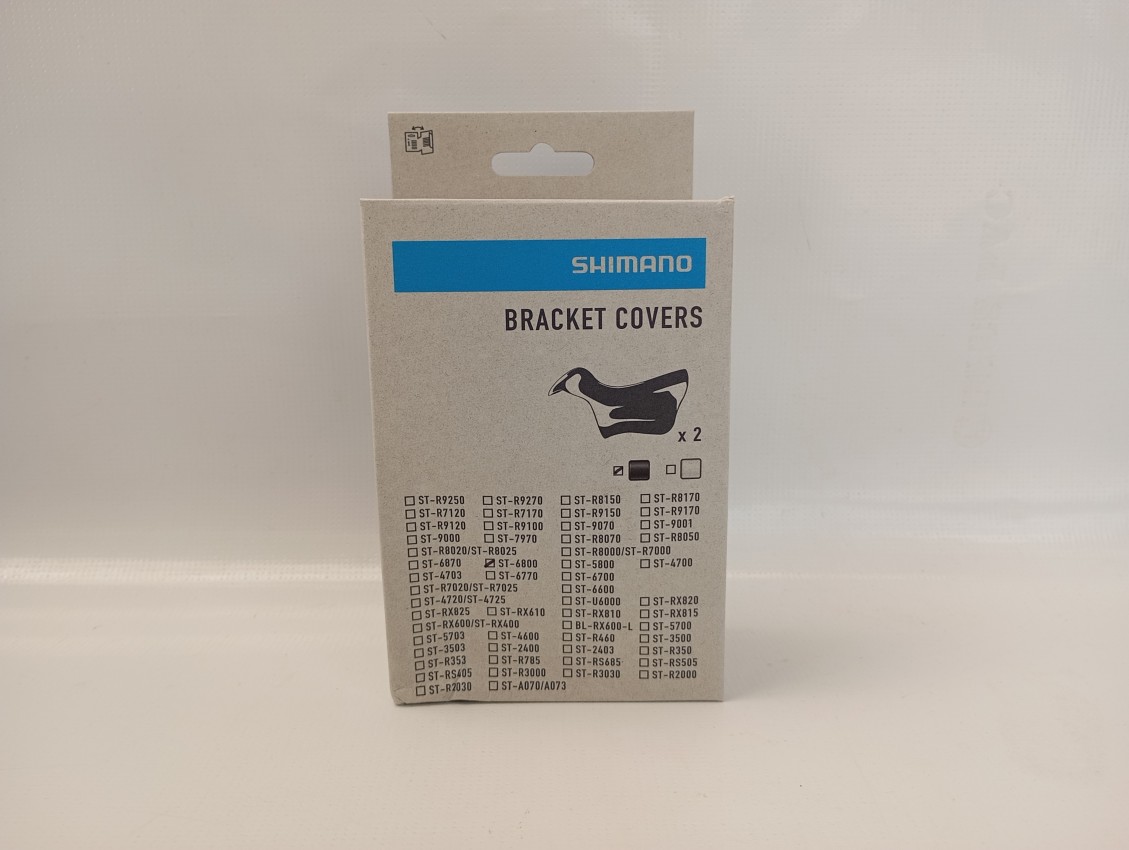 SHIMANO
BRACKET COVERS
x 2
ST-R9250 ST-R9270 ST-R8150 ST-R8170
ST-R7120 ST-R7170 ST-R9150 ST-R9170
ST-R9120 ST-R9100 ST-9070 ST-9001
ST-9000 ST-7970 ST-R8070 ST-R8050
ST-R8020/ST-R8025 ST-R8000/ST-R7000
ST-6870 ST-6800 ST-5800 ST-4700
ST-4703 ST-6770 ST-6700
ST-R7020/ST-R7025 ST-6600
ST-4720/ST-4725 ST-U6000 ST-RX820
ST-RX825 ST-RX610 ST-RX810 ST-RX815
ST-RX600/ST-RX400 BL-RX600-L ST-5700
ST-5703 ST-4600 ST-R460 ST-3500
ST-3503 ST-2400 ST-2403 ST-R350
ST-R353 ST-R785 ST-RS685 ST-RS505
ST-RS405 ST-R3000 ST-R3030 ST-R2000
ST-R2030 ST-A070/A073